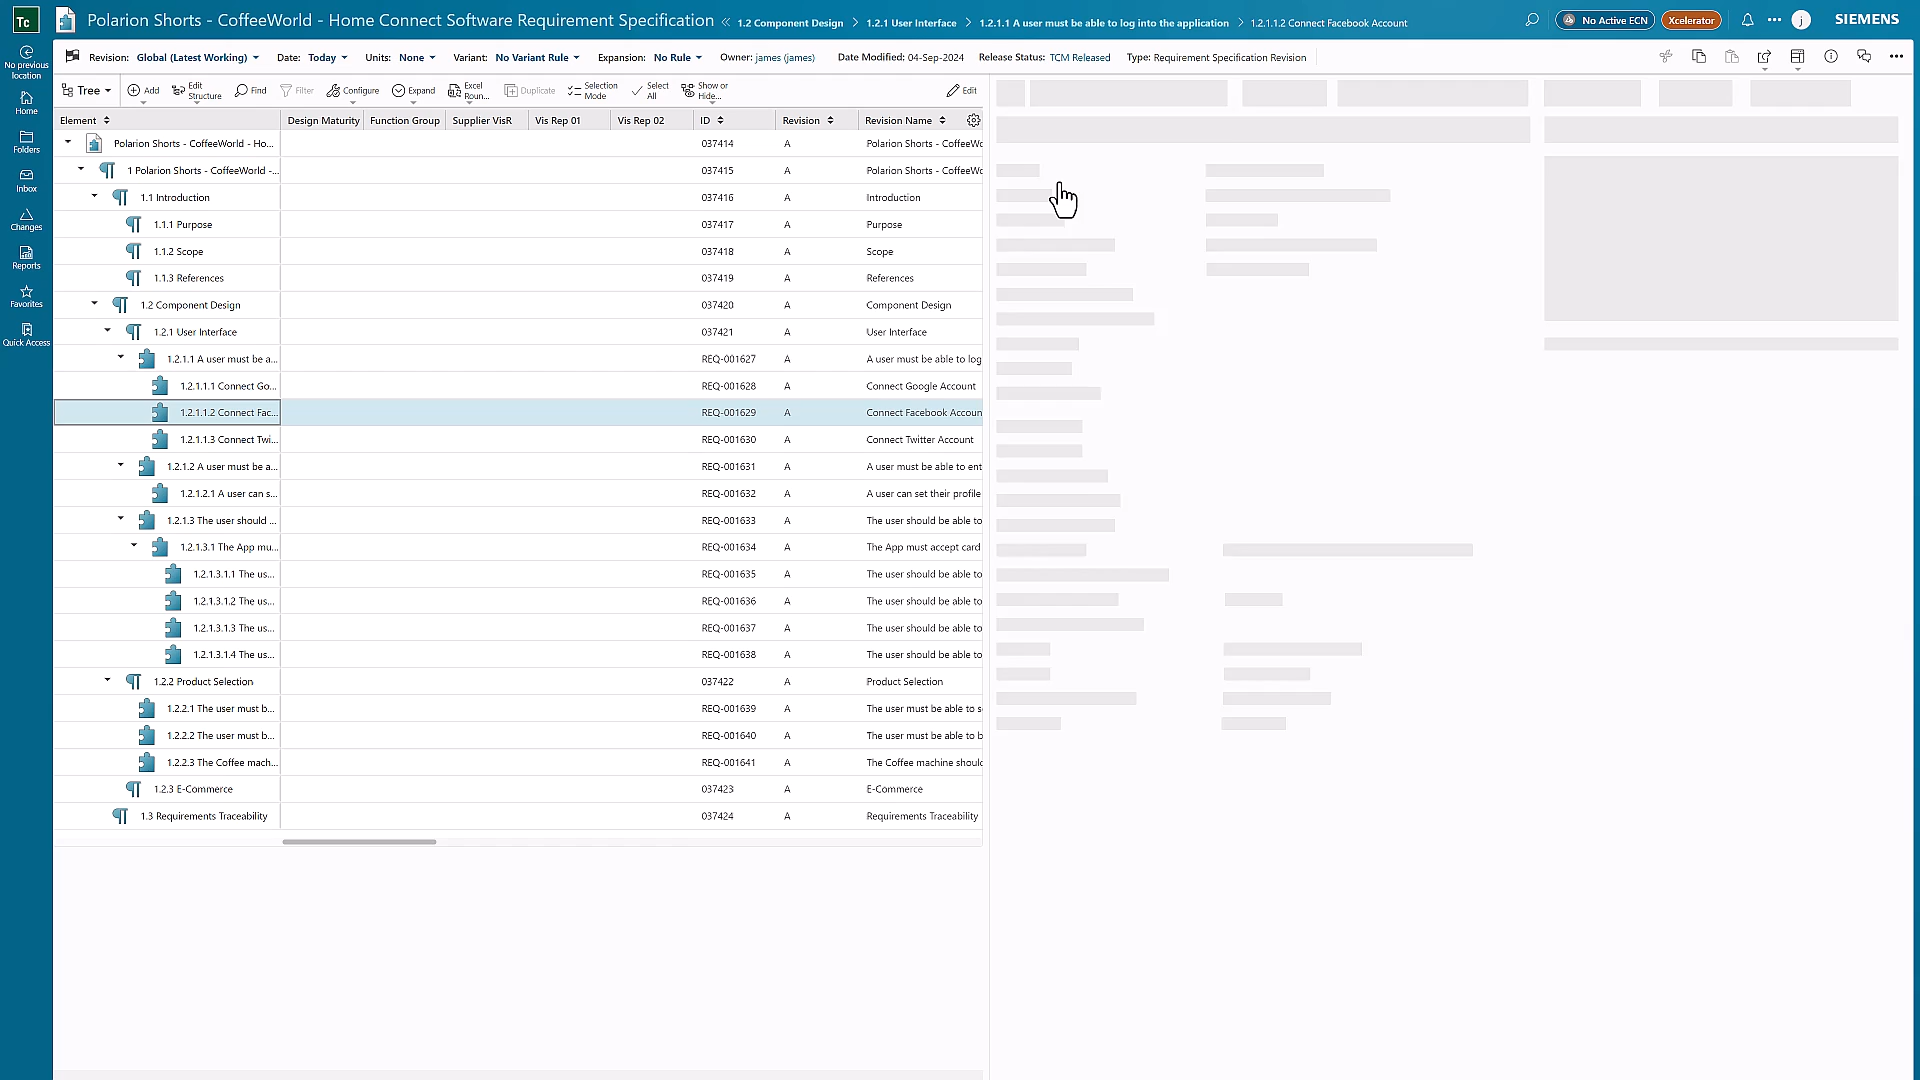 Tc
Polarion Shorts - CoffeeWorld - Home Connect Software Requirement Specification
1.2 Component Design
1.2.1 User Interface
1.2.1.1 A user must be able to log into the application
1.2.1.1.2 Connect Facebook Account
No Active ECN
Xcelerator
j
SIEMENS
No previous
location
Home
Folders
Inbox
Changes
Reports
Favorites
Quick Access
Revision: Global (Latest Working)
Date: Today
Units: None
Variant: No Variant Rule
Expansion: No Rule
Owner: james (james)
Date Modified: 04-Sep-2024
Release Status: TCM Released
Type: Requirement Specification Revision
Tree
Add
Edit
Structure
Find
Filter
Configure
Expand
Excel
Roun...
Duplicate
Selection
Mode
Select
All
Show or
Hide...
Edit
Element Design Maturity Function Group Supplier VisR Vis Rep 01 Vis Rep 02 ID Revision Revision Name
Polarion Shorts - CoffeeWorld - Ho... 037414 A Polarion Shorts - CoffeeWo
1 Polarion Shorts - CoffeeWorld -... 037415 A Polarion Shorts - CoffeeWo
1.1 Introduction 037416 A Introduction
1.1.1 Purpose 037417 A Purpose
1.1.2 Scope 037418 A Scope
1.1.3 References 037419 A References
1.2 Component Design 037420 A Component Design
1.2.1 User Interface 037421 A User Interface
1.2.1.1 A user must be a... REQ-001627 A A user must be able to log
1.2.1.1.1 Connect Go... REQ-001628 A Connect Google Account
1.2.1.1.2 Connect Fac... REQ-001629 A Connect Facebook Accoun
1.2.1.1.3 Connect Twi... REQ-001630 A Connect Twitter Account
1.2.1.2 A user must be a... REQ-001631 A A user must be able to ent
1.2.1.2.1 A user can s... REQ-001632 A A user can set their profile
1.2.1.3 The user should ... REQ-001633 A The user should be able to
1.2.1.3.1 The App mu... REQ-001634 A The App must accept card
1.2.1.3.1.1 The us... REQ-001635 A The user should be able to
1.2.1.3.1.2 The us... REQ-001636 A The user should be able to
1.2.1.3.1.3 The us... REQ-001637 A The user should be able to
1.2.1.3.1.4 The us... REQ-001638 A The user should be able to
1.2.2 Product Selection 037422 A Product Selection
1.2.2.1 The user must b... REQ-001639 A The user must be able to s
1.2.2.2 The user must b... REQ-001640 A The user must be able to b
1.2.2.3 The Coffee mach... REQ-001641 A The Coffee machine should
1.2.3 E-Commerce 037423 A E-Commerce
1.3 Requirements Traceability 037424 A Requirements Traceability